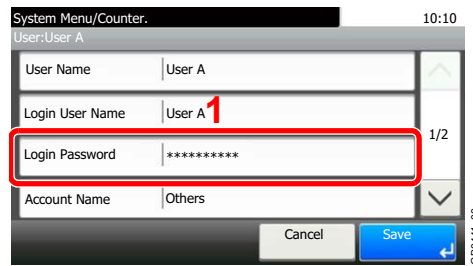 System Menu/Counter.
10:10
User:User A
User Name
User A
Login User Name
User A
1
1/2
Login Password
**********
Account Name
Others
Cancel
Save